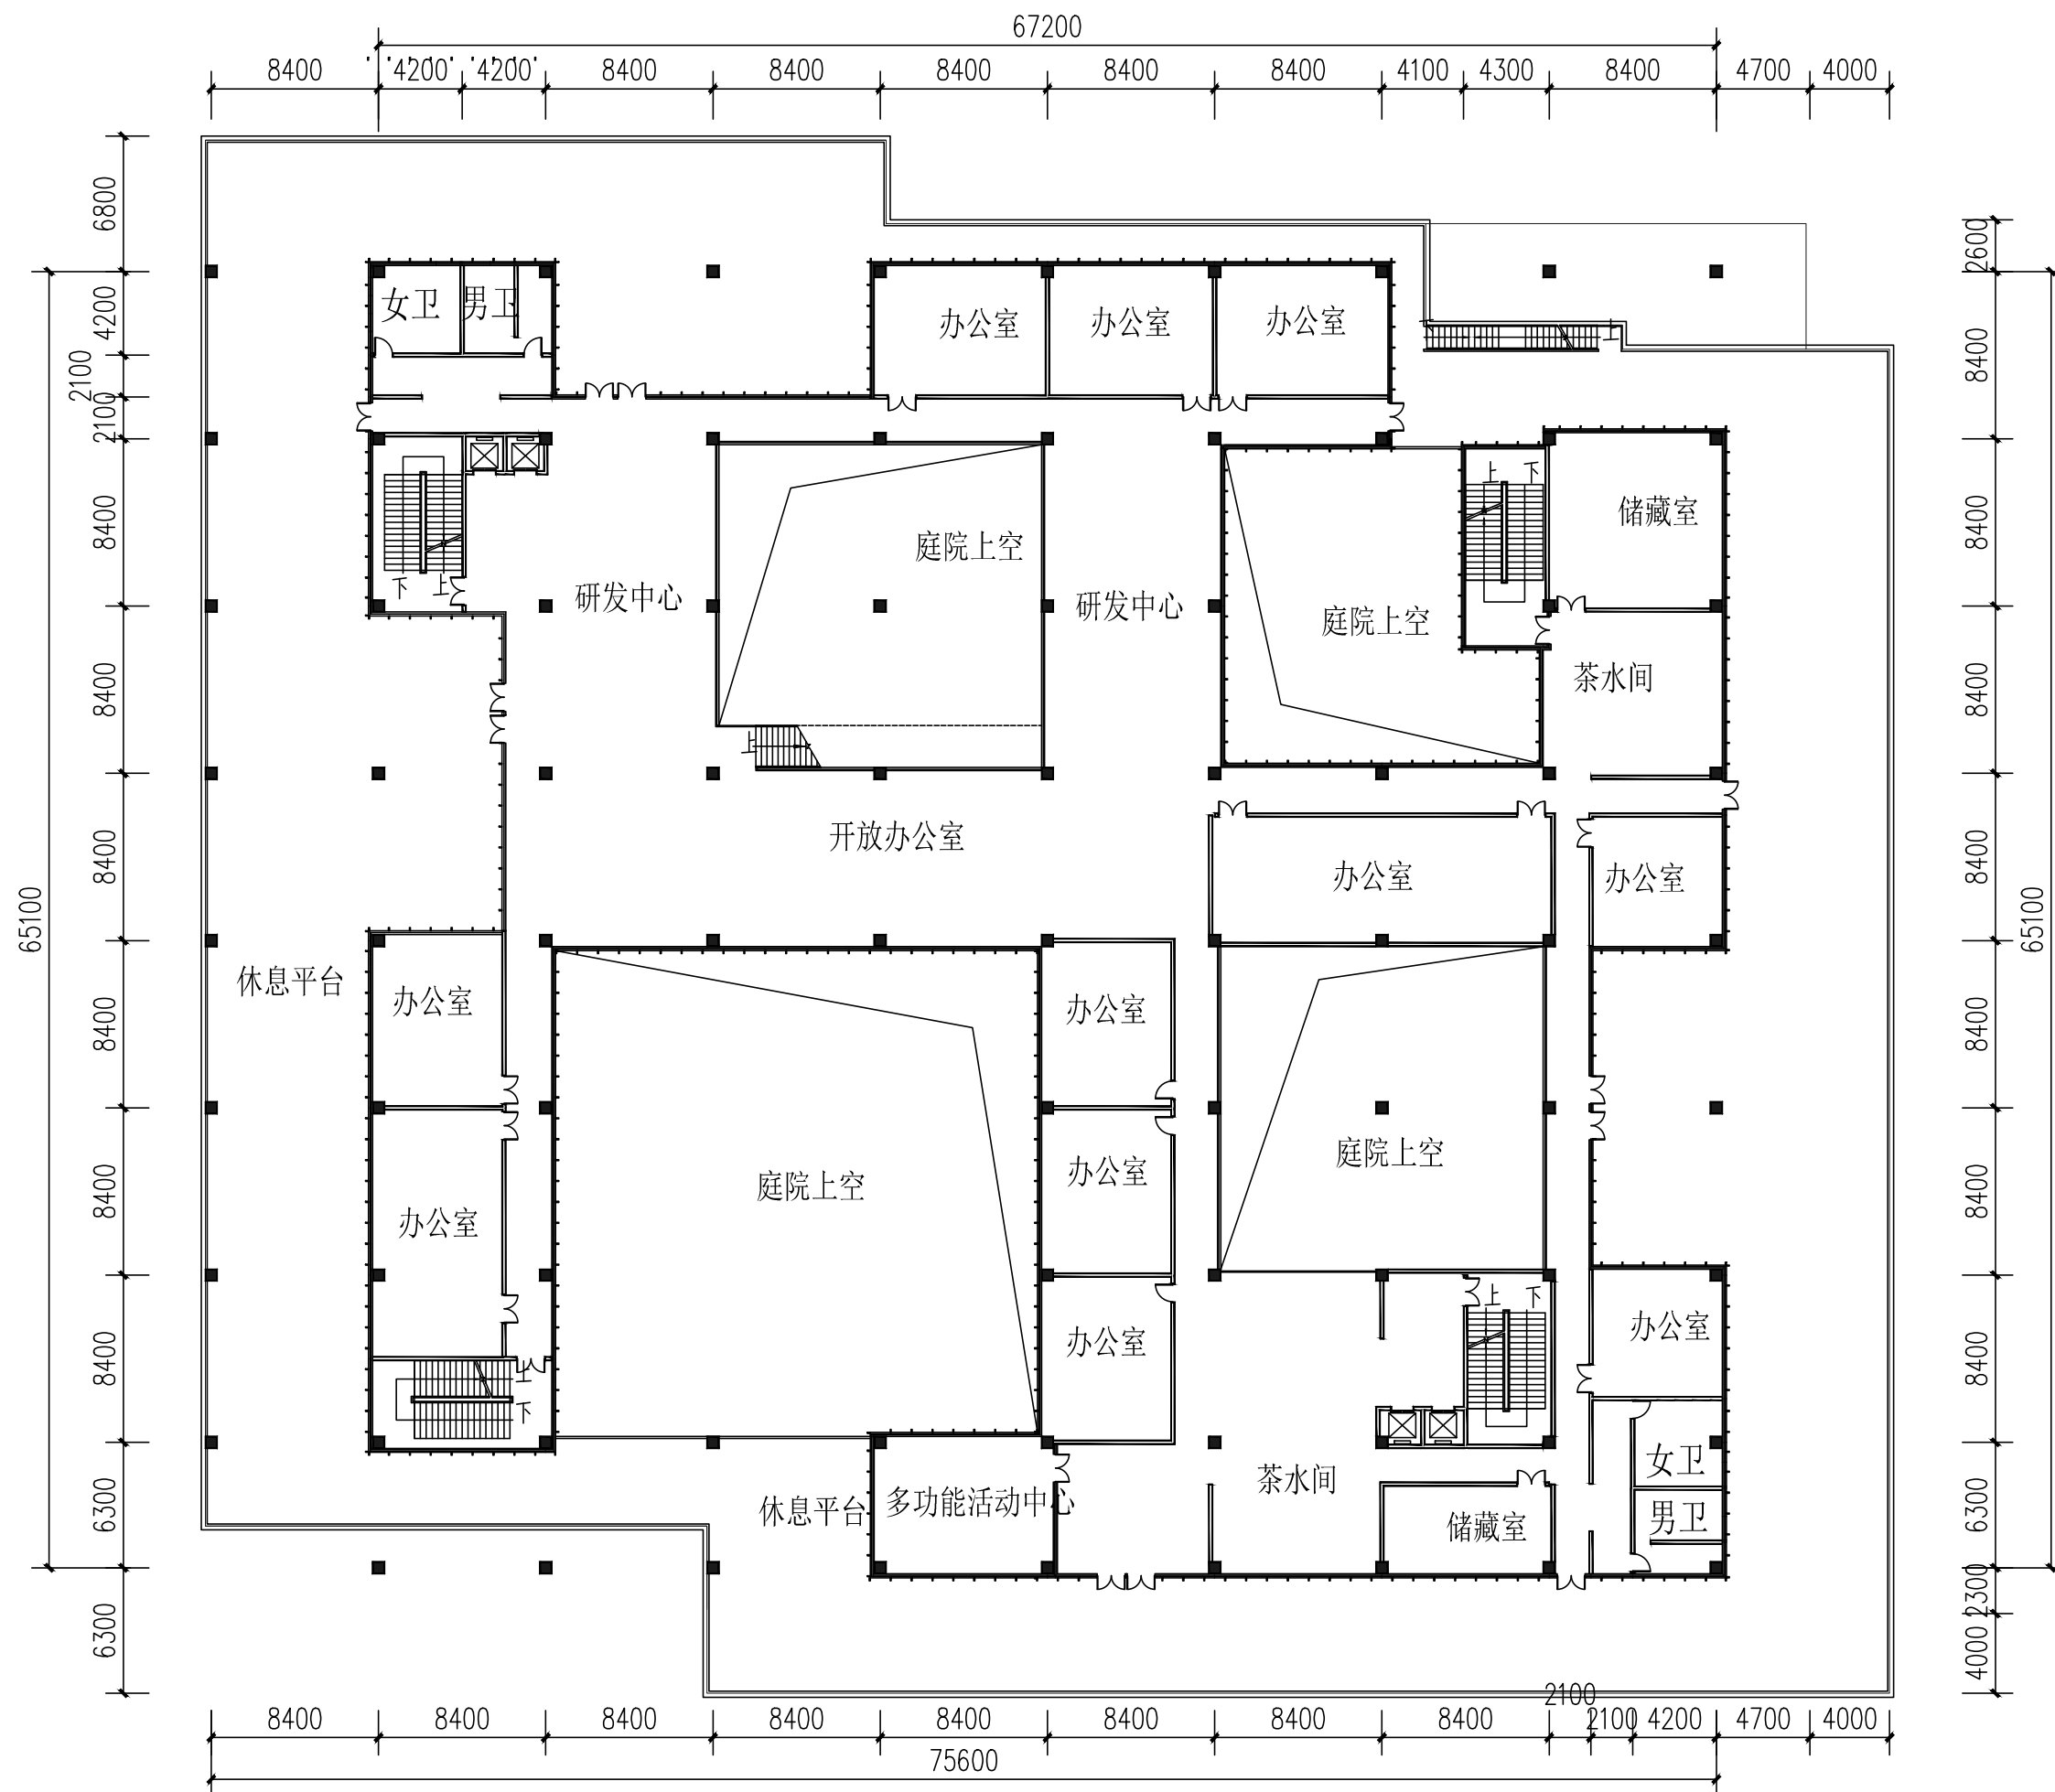 67200
8400 4200 4200 8400 8400 8400 8400 8400 4100 4300 8400 4700 4000
6800
2600
女卫 男卫
办公室 办公室 办公室
上
4200
8400
2100
2100
65100
65100
上 下
储藏室
庭院上空
8400
8400
下 上
研发中心
研发中心
庭院上空
茶水间
8400
8400
上
开放办公室
办公室
办公室
8400
8400
休息平台
办公室
办公室
8400
8400
庭院上空
办公室
庭院上空
办公室
8400
8400
上 下
办公室
办公室
8400
8400
上
下
女卫
茶水间
休息平台
多功能活动中心
储藏室
男卫
6300
6300
2300
6300
4000
2100
8400 8400 8400 8400 8400 8400 8400 8400 2100 4200 4700 4000
75600